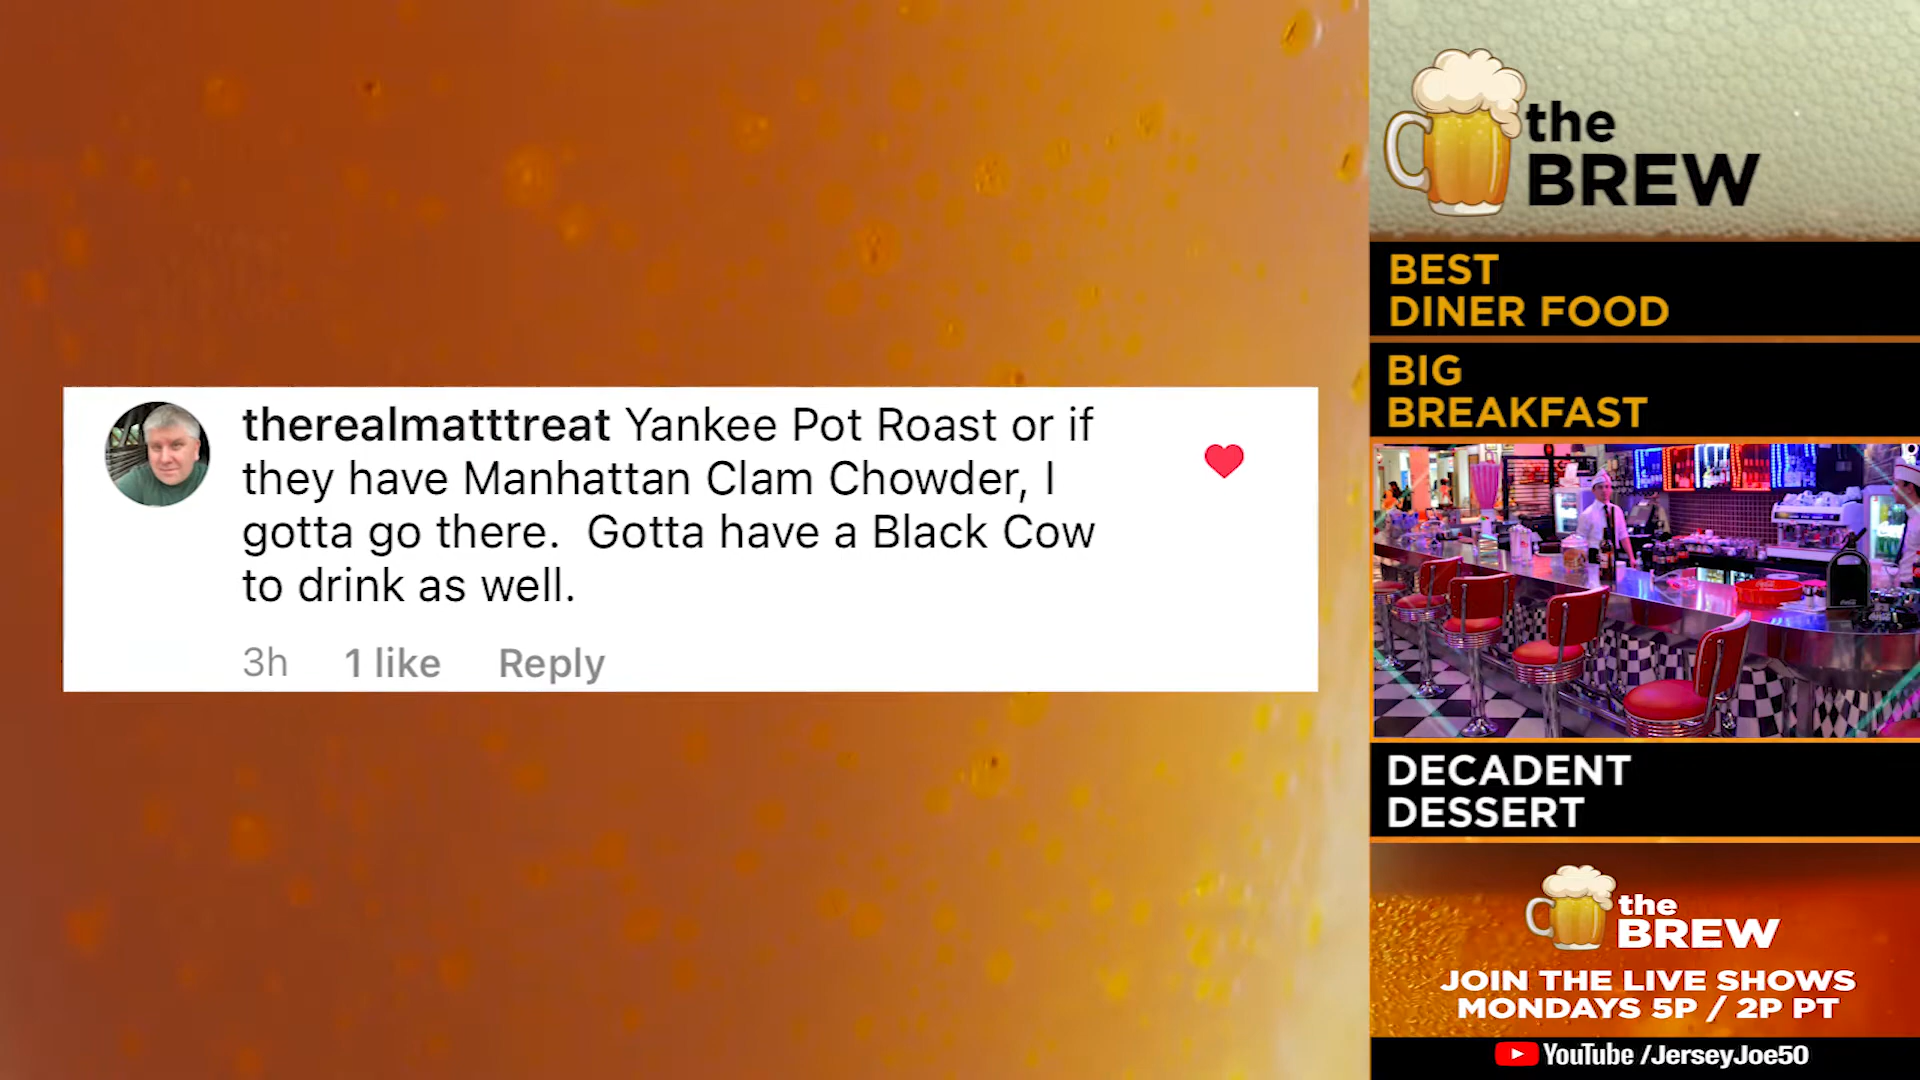 therealmatttreat Yankee Pot Roast or if
they have Manhattan Clam Chowder, I
gotta go there.  Gotta have a Black Cow
to drink as well.
3h 1 like Reply
the
BREW
BEST
DINER FOOD
BIG
BREAKFAST
DECADENT
DESSERT
the
BREW
JOIN THE LIVE SHOWS
MONDAYS 5P / 2P PT
YouTube /JerseyJoe50